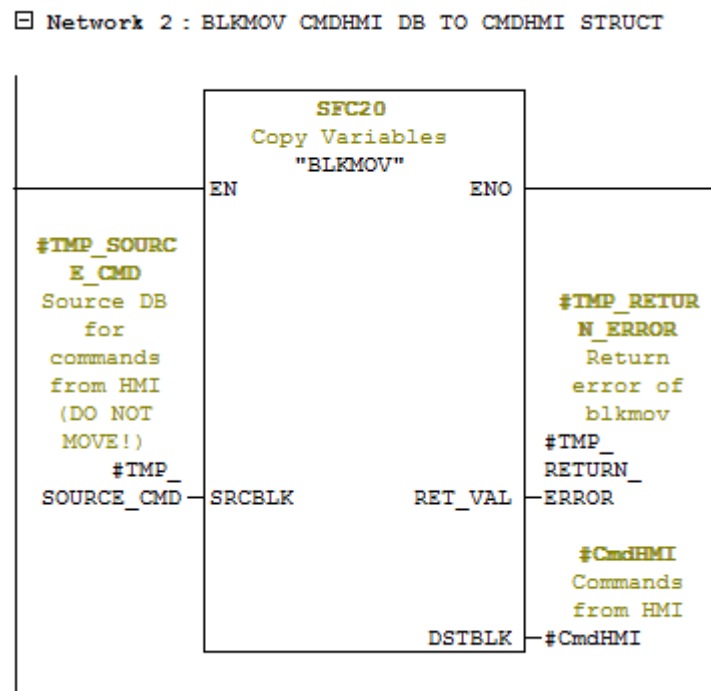 Network 2 : BLKMOV CMDHMI DB TO CMDHMI STRUCT
SFC20
Copy Variables
"BLKMOV"
EN ENO
#TMP_SOURC
E_CMD
Source DB
for
commands
from HMI
(DO NOT
MOVE!)
#TMP_
SOURCE_CMD SRCBLK
#TMP_RETUR
N_ERROR
Return
error of
blkmov
#TMP_
RETURN_
RET_VAL ERROR
#CmdHMI
Commands
from HMI
DSTBLK #CmdHMI